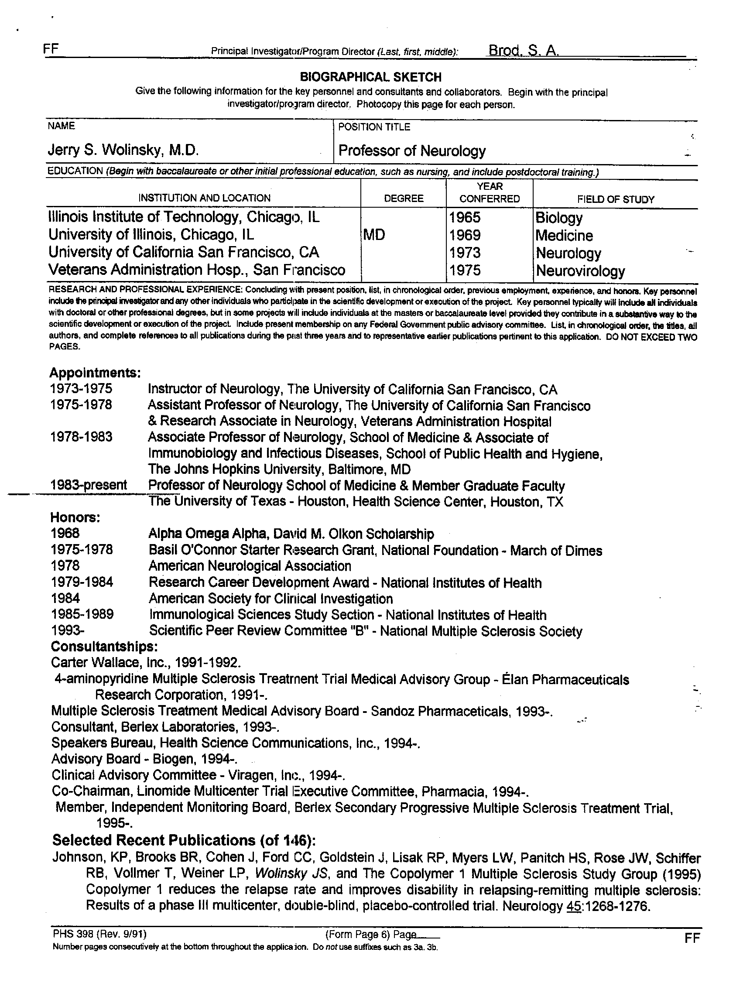 FF Principal Investigator/Program Director (Last, first, middle): Brod, S. A.
BIOGRAPHICAL SKETCH
Give the following information for the key personnel and consultants and collaborators. Begin with the principal
investigator/program director. Photocopy this page for each person.
NAME POSITION TITLE
Jerry S. Wolinsky, M.D. Professor of Neurology
EDUCATION (Begin with baccalaureate or other initial professional education, such as nursing, and include postdoctoral training.)
INSTITUTION AND LOCATION DEGREE YEAR CONFERRED FIELD OF STUDY
Illinois Institute of Technology, Chicago, IL 1965 Biology
University of Illinois, Chicago, IL MD 1969 Medicine
University of California San Francisco, CA 1973 Neurology
Veterans Administration Hosp., San Francisco 1975 Neurovirology
RESEARCH AND PROFESSIONAL EXPERIENCE: Concluding with present position, list, in chronological order, previous employment, experience, and honors. Key personnel
include the principal investigator and any other individuals who participate in the scientific development or execution of the project. Key personnel typically will include all individuals
with doctoral or other professional degrees, but in some projects will include individuals at the masters or baccalaureate level provided they contribute in a substantive way to the
scientific development or execution of the project. Include present membership on any Federal Government public advisory committee. List, in chronological order, the titles, all
authors, and complete references to all publications during the past three years and to representative earlier publications pertinent to this application. DO NOT EXCEED TWO
PAGES.
Appointments:
1973-1975 Instructor of Neurology, The University of California San Francisco, CA
1975-1978 Assistant Professor of Neurology, The University of California San Francisco
& Research Associate in Neurology, Veterans Administration Hospital
1978-1983 Associate Professor of Neurology, School of Medicine & Associate of
Immunobiology and Infectious Diseases, School of Public Health and Hygiene,
The Johns Hopkins University, Baltimore, MD
1983-present Professor of Neurology School of Medicine & Member Graduate Faculty
The University of Texas - Houston, Health Science Center, Houston, TX
Honors:
1968 Alpha Omega Alpha, David M. Olkon Scholarship
1975-1978 Basil O'Connor Starter Research Grant, National Foundation - March of Dimes
1978 American Neurological Association
1979-1984 Research Career Development Award - National Institutes of Health
1984 American Society for Clinical Investigation
1985-1989 Immunological Sciences Study Section - National Institutes of Health
1993- Scientific Peer Review Committee "B" - National Multiple Sclerosis Society
Consultantships:
Carter Wallace, Inc., 1991-1992.
4-aminopyridine Multiple Sclerosis Treatment Trial Medical Advisory Group - Élan Pharmaceuticals
Research Corporation, 1991-.
Multiple Sclerosis Treatment Medical Advisory Board - Sandoz Pharmaceticals, 1993-.
Consultant, Berlex Laboratories, 1993-.
Speakers Bureau, Health Science Communications, Inc., 1994-.
Advisory Board - Biogen, 1994-.
Clinical Advisory Committee - Viragen, Inc., 1994-.
Co-Chairman, Linomide Multicenter Trial Executive Committee, Pharmacia, 1994-.
Member, Independent Monitoring Board, Berlex Secondary Progressive Multiple Sclerosis Treatment Trial,
1995-.
Selected Recent Publications (of 146):
Johnson, KP, Brooks BR, Cohen J, Ford CC, Goldstein J, Lisak RP, Myers LW, Panitch HS, Rose JW, Schiffer
RB, Vollmer T, Weiner LP, Wolinsky JS, and The Copolymer 1 Multiple Sclerosis Study Group (1995)
Copolymer 1 reduces the relapse rate and improves disability in relapsing-remitting multiple sclerosis:
Results of a phase III multicenter, double-blind, placebo-controlled trial. Neurology 45:1268-1276.
PHS 398 (Rev. 9/91) (Form Page 6) Page____ FF
Number pages consecutively at the bottom throughout the application. Do not use suffixes such as 3a. 3b.